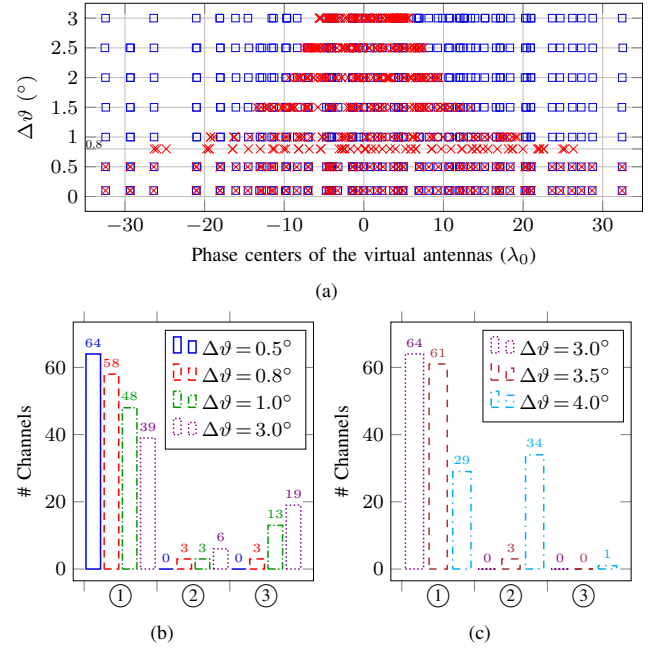 3
2.5
2
1.5
1
0.8
0.5
0
Δϑ (°)
−30 −20 −10 0 10 20 30
Phase centers of the virtual antennas (λ₀)
(a)
60
40
20
0
# Channels
64 58 48 39
0 3 3 6
0 3 13 19
Δϑ = 0.5°
Δϑ = 0.8°
Δϑ = 1.0°
Δϑ = 3.0°
① ② ③
(b)
60
40
20
0
# Channels
64 61 29
0 3 34
0 0 1
Δϑ = 3.0°
Δϑ = 3.5°
Δϑ = 4.0°
① ② ③
(c)